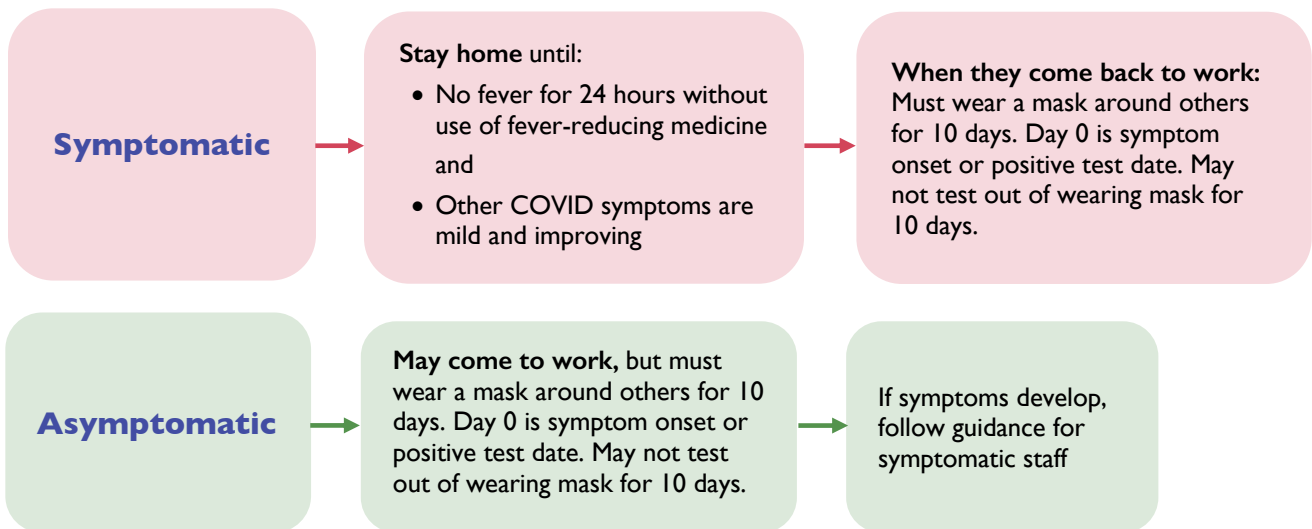 Symptomatic
Stay home until:
• No fever for 24 hours without
use of fever-reducing medicine
and
• Other COVID symptoms are
mild and improving
When they come back to work:
Must wear a mask around others
for 10 days. Day 0 is symptom
onset or positive test date. May
not test out of wearing mask for
10 days.
Asymptomatic
May come to work, but must
wear a mask around others for 10
days. Day 0 is symptom onset or
positive test date. May not test
out of wearing mask for 10 days.
If symptoms develop,
follow guidance for
symptomatic staff